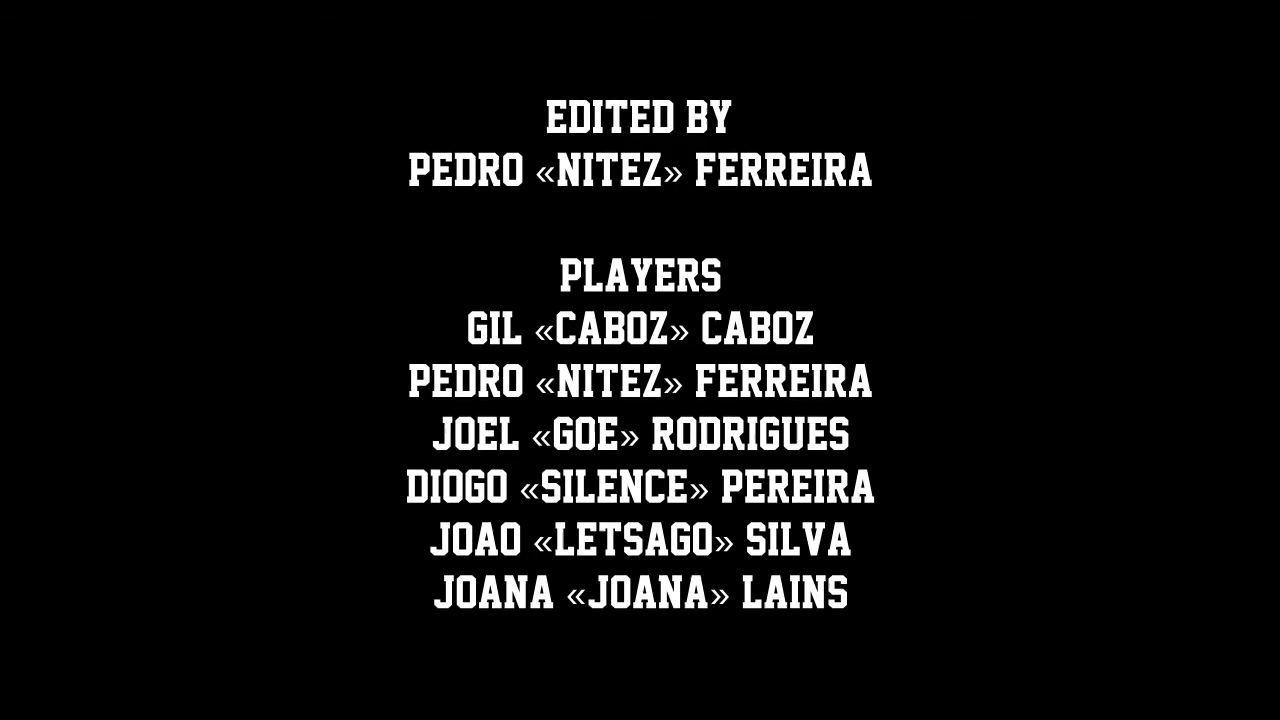 EDITED BY
PEDRO «NITEZ» FERREIRA
PLAYERS
GIL «CABOZ» CABOZ
PEDRO «NITEZ» FERREIRA
JOEL «GOE» RODRIGUES
DIOGO «SILENCE» PEREIRA
JOAO «LETSAGO» SILVA
JOANA «JOANA» LAINS